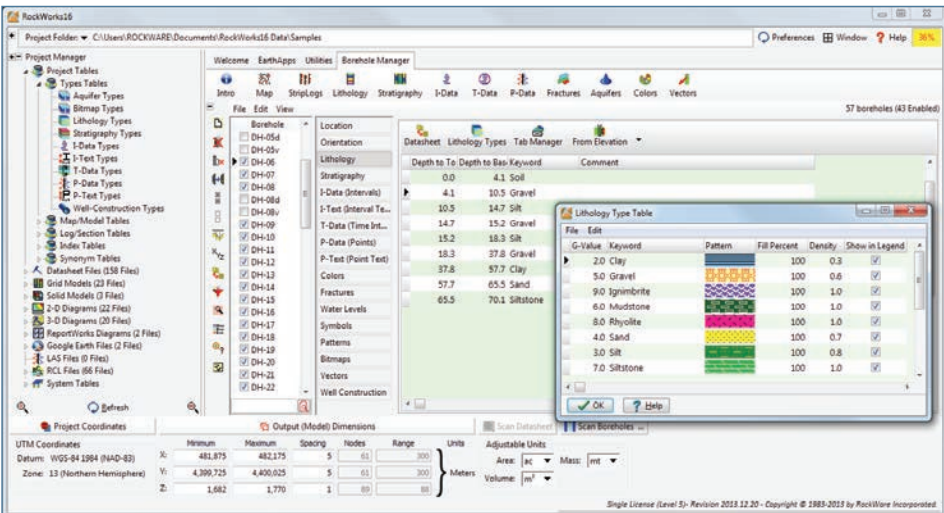 RockWorks16
Project Folder: C:\Users\ROCKWARE\Documents\RockWorks16 Data\Samples
Preferences Window Help 36%
Project Manager
Project Tables
Types Tables
Aquifer Types
Bitmap Types
Lithology Types
Stratigraphy Types
I-Data Types
I-Text Types
T-Data Types
P-Data Types
P-Text Types
Well-Construction Types
Map/Model Tables
Log/Section Tables
Index Tables
Synonym Tables
Datasheet Files (158 Files)
Grid Models (23 Files)
Solid Models (3 Files)
2-D Diagrams (22 Files)
3-D Diagrams (20 Files)
ReportWorks Diagrams (2 Files)
Google Earth Files (2 Files)
LAS Files (0 Files)
RCL Files (66 Files)
System Tables
Refresh
Welcome EarthApps Utilities Borehole Manager
Intro Map StripLogs Lithology Stratigraphy I-Data T-Data P-Data Fractures Aquifers Colors Vectors
File Edit View
57 boreholes (43 Enabled)
Borehole
DH-05d
DH-05v
DH-06
DH-07
DH-08
DH-08d
DH-08v
DH-09
DH-10
DH-11
DH-12
DH-13
DH-14
DH-15
DH-16
DH-17
DH-18
DH-19
DH-20
DH-21
DH-22
Location
Orientation
Lithology
Stratigraphy
I-Data (Intervals)
I-Text (Interval Te...
T-Data (Time Int...
P-Data (Points)
P-Text (Point Text)
Colors
Fractures
Water Levels
Symbols
Patterns
Bitmaps
Vectors
Well Construction
Datasheet Lithology Types Tab Manager From Elevation
Depth to To Depth to Bas Keyword Comment
0.0 4.1 Soil
4.1 10.5 Gravel
10.5 14.7 Silt
14.7 15.2 Gravel
15.2 18.3 Silt
18.3 37.8 Gravel
37.8 57.7 Clay
57.7 65.5 Sand
65.5 70.1 Siltstone
Lithology Type Table
File Edit
G-Value Keyword Pattern Fill Percent Density Show in Legend
2.0 Clay 100 0.3
5.0 Gravel 100 0.6
9.0 Ignimbrite 100 1.0
6.0 Mudstone 100 1.0
8.0 Rhyolite 100 1.0
4.0 Sand 100 0.7
3.0 Silt 100 0.8
7.0 Siltstone 100 1.0
OK Help
Project Coordinates
UTM Coordinates
Datum: WGS-84 1984 (NAD-83)
Zone: 13 (Northern Hemisphere)
Output (Model) Dimensions
Scan Datasheet Scan Boreholes ...
Minimum Maximum Spacing Nodes Range Units
X: 481,875 482,175 5 61 300
Y: 4,399,725 4,400,025 5 61 300 Meters
Z: 1,682 1,770 1 89 88
Adjustable Units
Area: ac Mass: mt
Volume: m³
Single License (Level 5)- Revision 2013.12.20 - Copyright © 1983-2013 by RockWare Incorporated.